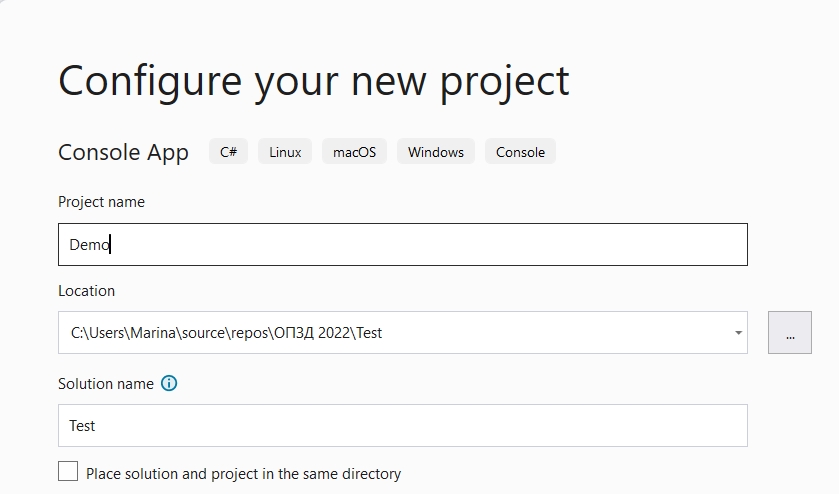 Configure your new project
Console App C# Linux macOS Windows Console
Project name
Demo
Location
C:\Users\Marina\source\repos\ОПЗД 2022\Test
...
Solution name
Test
Place solution and project in the same directory